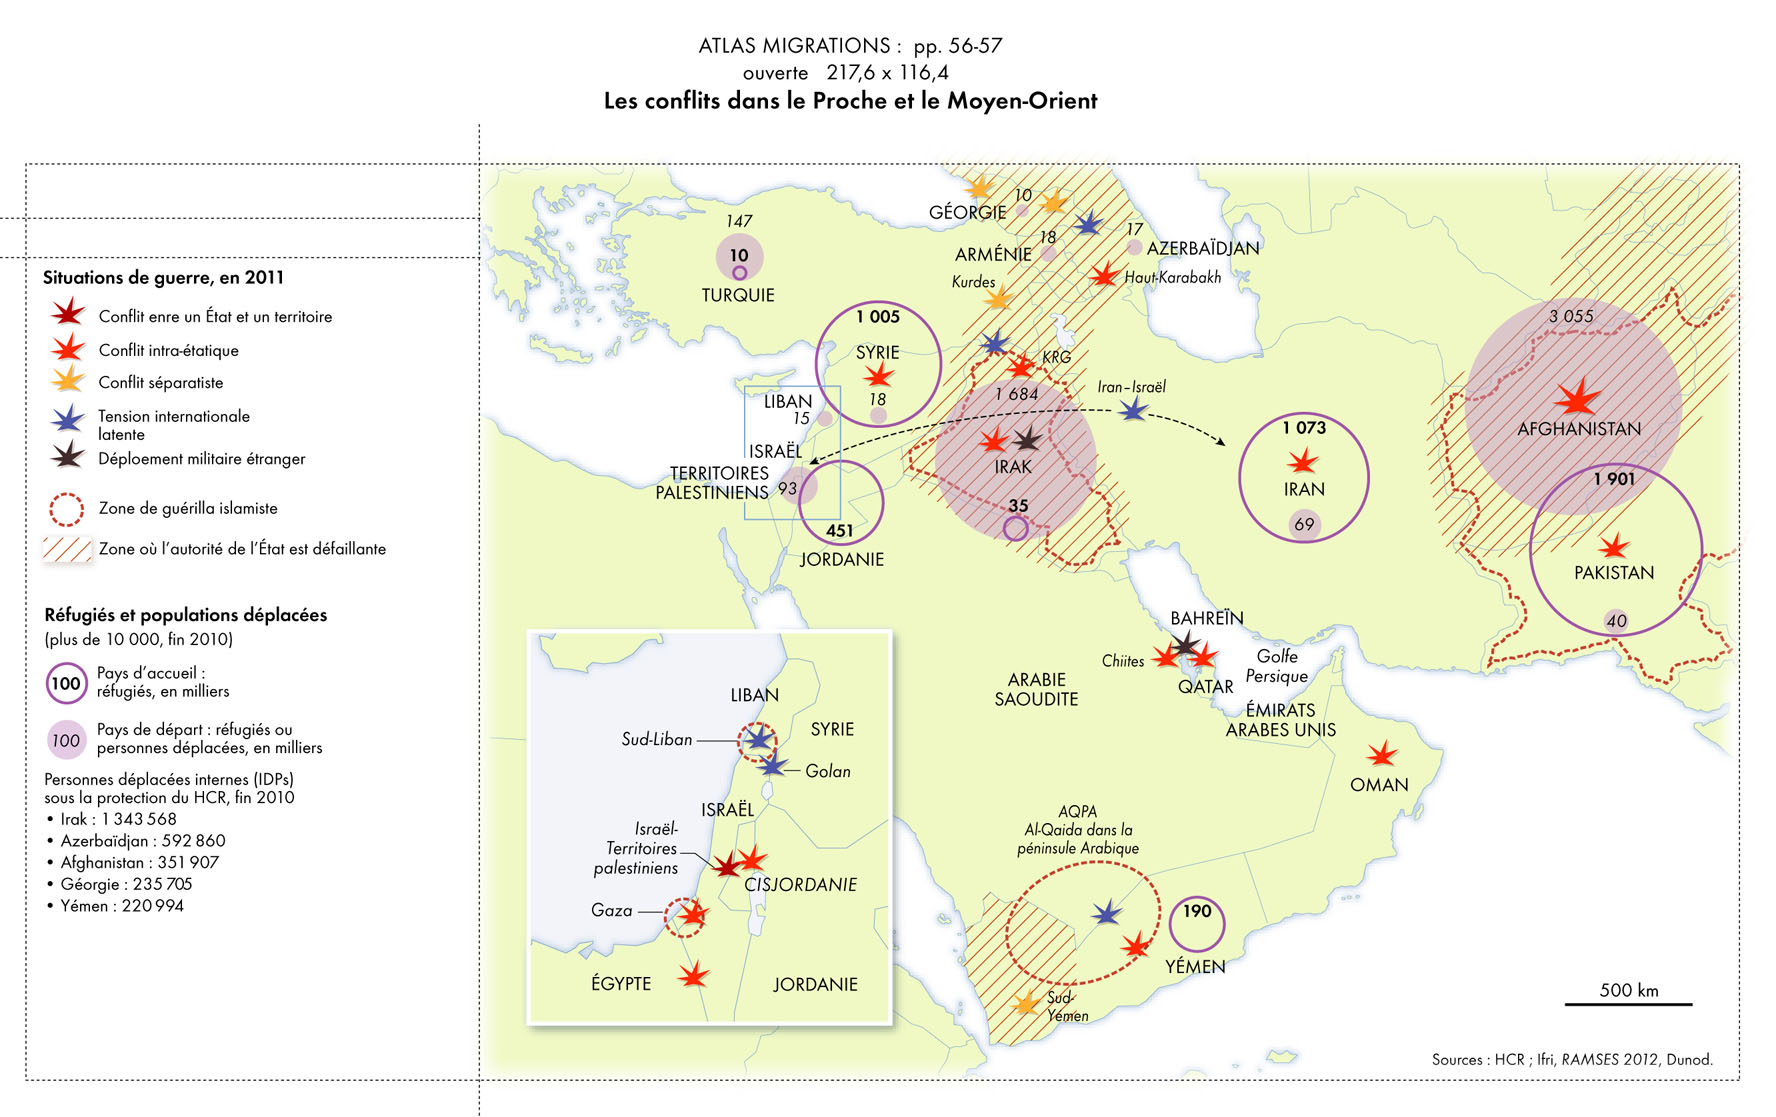 ATLAS MIGRATIONS : pp. 56-57
ouverte 217,6 x 116,4
Les conflits dans le Proche et le Moyen-Orient
Situations de guerre, en 2011
Conflit enre un État et un territoire
Conflit intra-étatique
Conflit séparatiste
Tension internationale
latente
Déploement militaire étranger
Zone de guérilla islamiste
Zone où l'autorité de l'État est défaillante
Réfugiés et populations déplacées
(plus de 10 000, fin 2010)
100
Pays d'accueil :
réfugiés, en milliers
100
Pays de départ : réfugiés ou
personnes déplacées, en milliers
Personnes déplacées internes (IDPs)
sous la protection du HCR, fin 2010
• Irak : 1 343 568
• Azerbaïdjan : 592 860
• Afghanistan : 351 907
• Géorgie : 235 705
• Yémen : 220 994
147
10
TURQUIE
10
GÉORGIE
18
ARMÉNIE
17
AZERBAÏDJAN
Kurdes
Haut-Karabakh
1 005
SYRIE
18
KRG
1 684
IRAK
35
Iran–Israël
LIBAN
15
ISRAËL
TERRITOIRES
PALESTINIENS
93
451
JORDANIE
1 073
IRAN
69
3 055
AFGHANISTAN
1 901
PAKISTAN
40
BAHREÏN
Chiites
QATAR
Golfe
Persique
ARABIE
SAOUDITE
ÉMIRATS
ARABES UNIS
OMAN
AQPA
Al-Qaida dans la
péninsule Arabique
190
YÉMEN
Sud-
Yémen
LIBAN
Sud-Liban
SYRIE
Golan
ISRAËL
Israël-
Territoires
palestiniens
CISJORDANIE
Gaza
ÉGYPTE
JORDANIE
500 km
Sources : HCR ; Ifri, RAMSES 2012, Dunod.